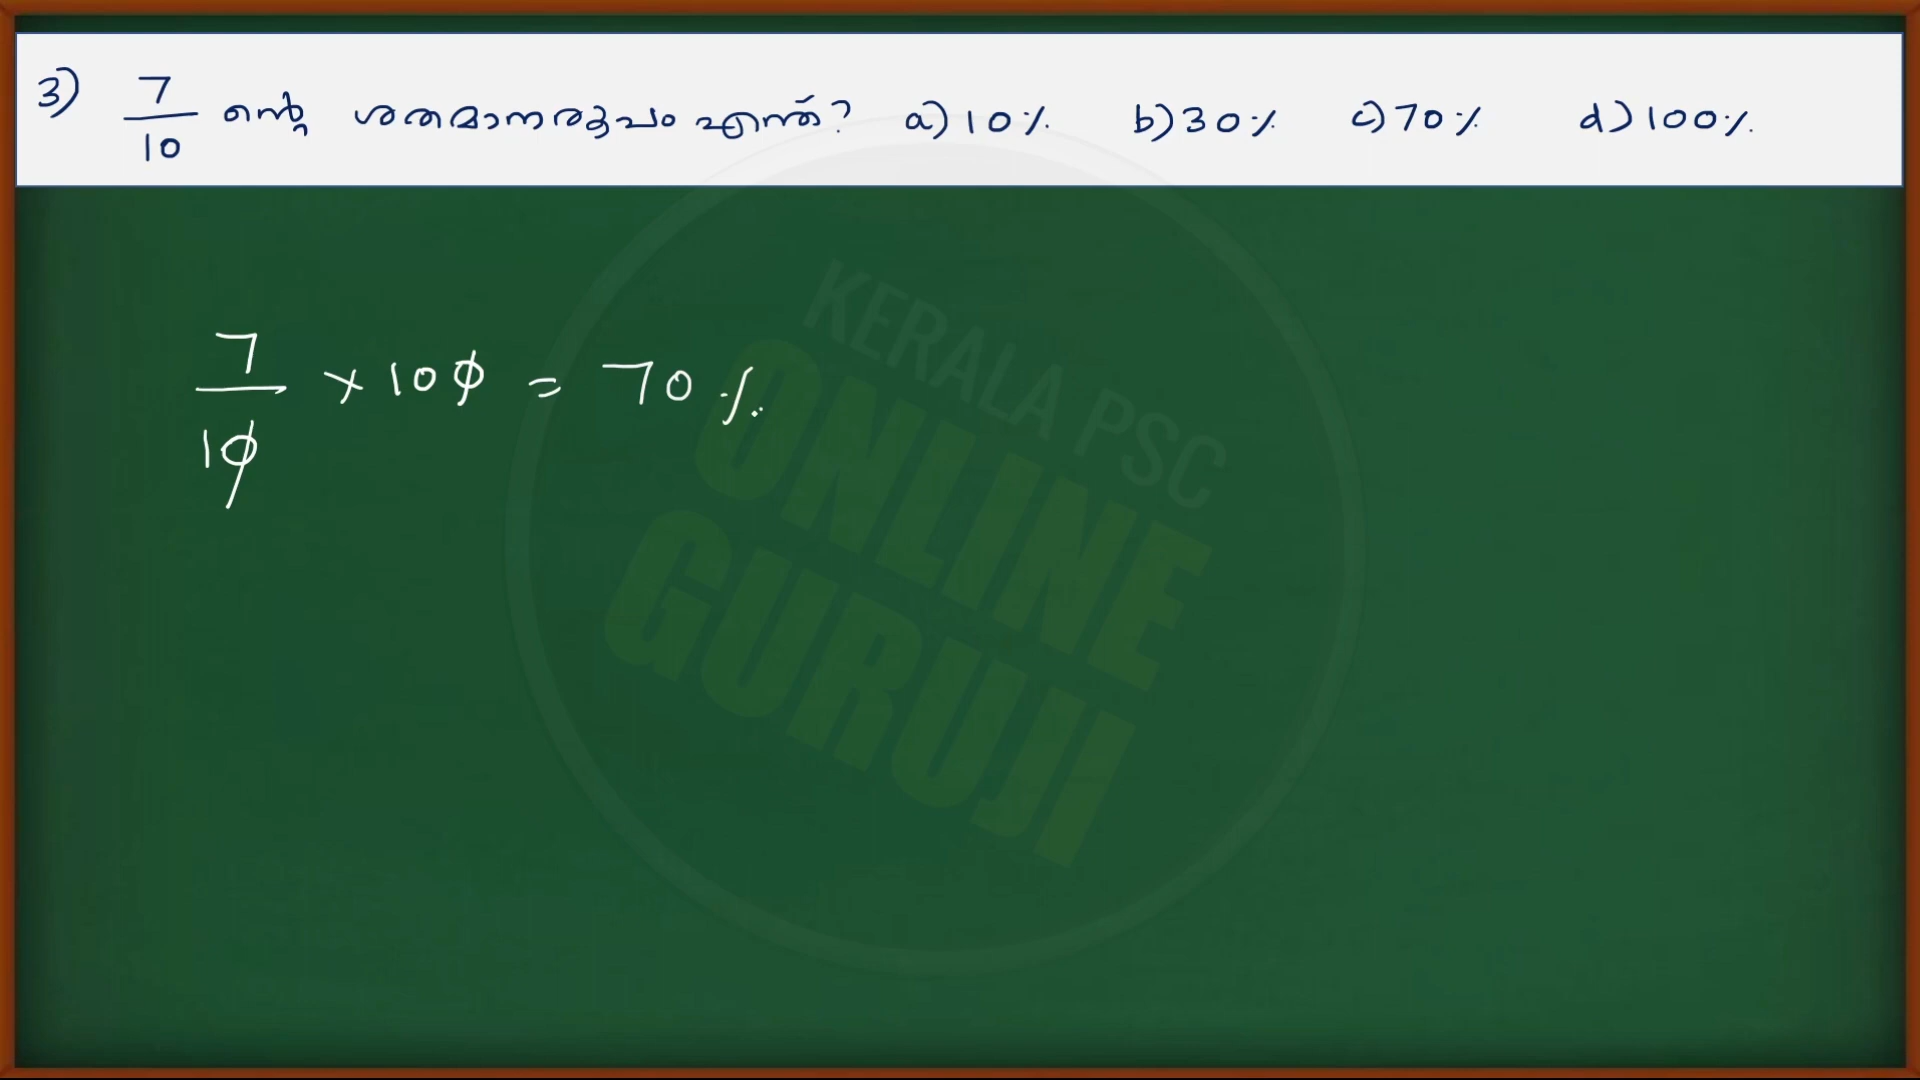 3) 7/10 ന്റെ ശതമാനരൂപം എന്ത്? a) 10% b) 30% c) 70% d) 100%
7/10 × 100 = 70%
KERALA PSC
ONLINE
GURUJI